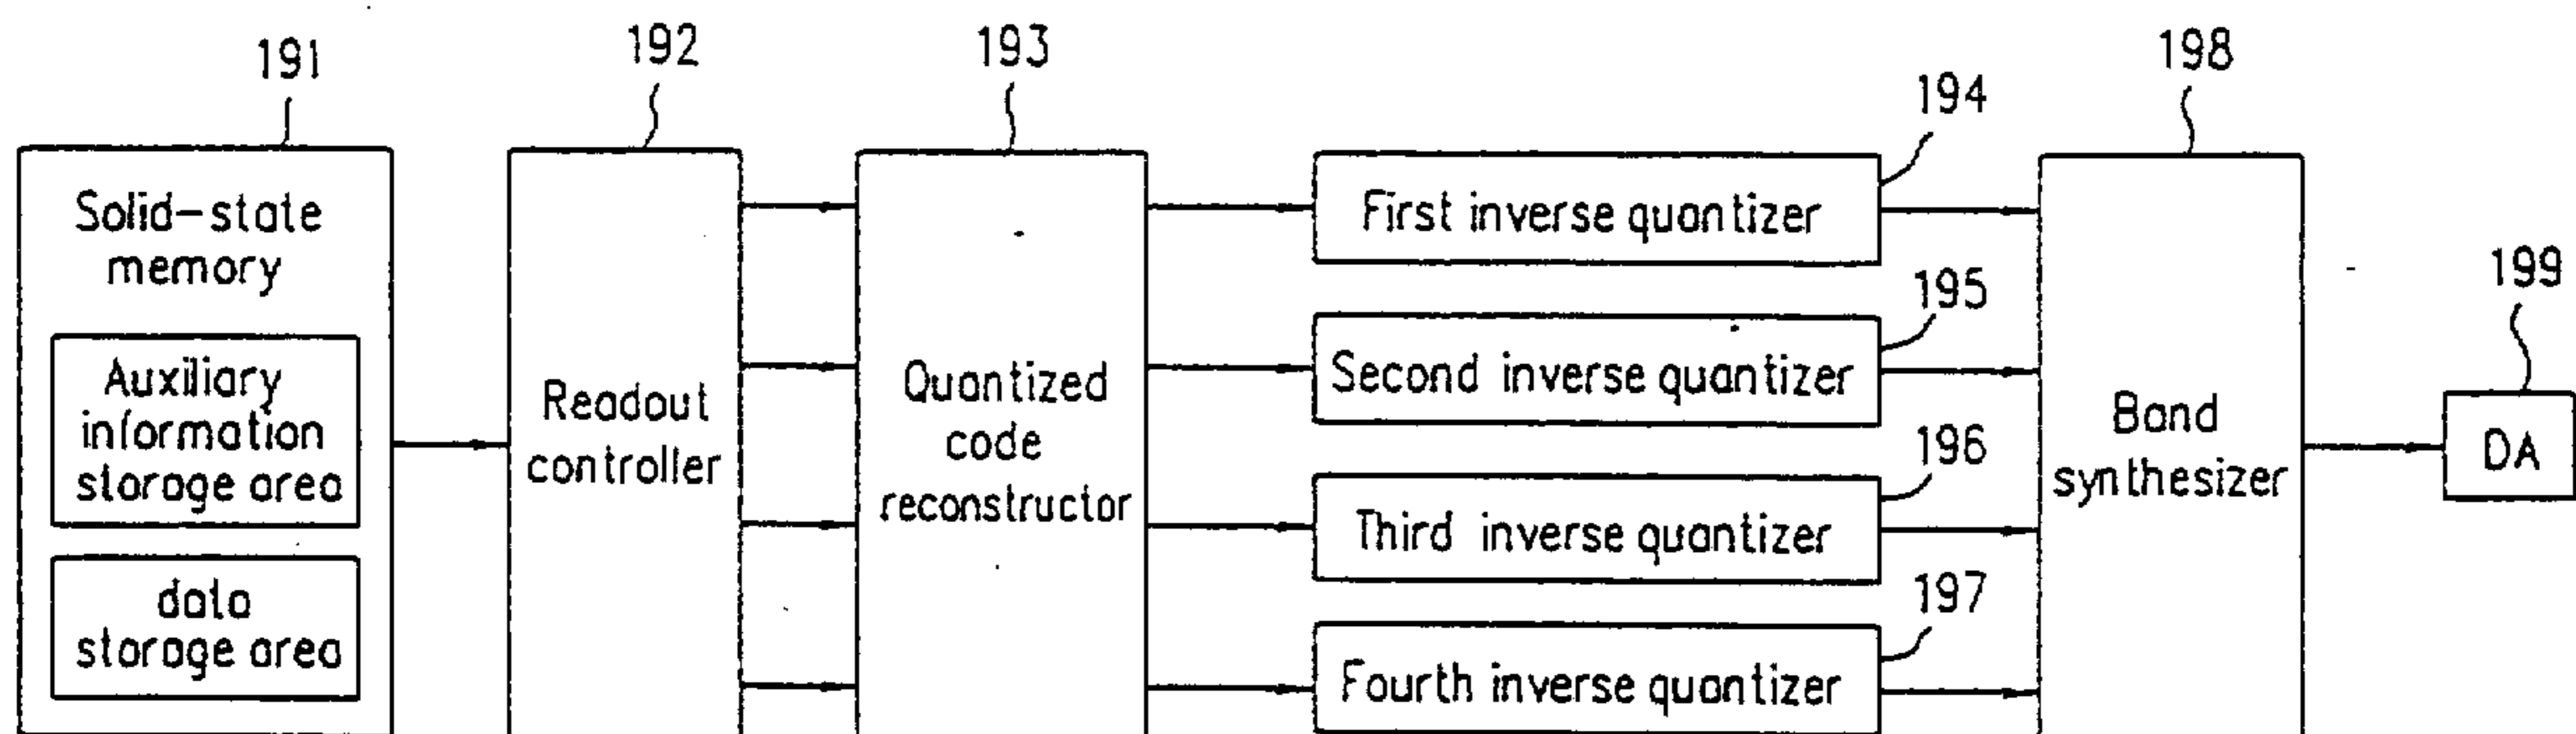 191
192
193
194
195
196
197
198
199
Solid-state
memory
Auxiliary
information
storage area
data
storage area
Readout
controller
Quantized
code
reconstructor
First inverse quantizer
Second inverse quantizer
Third inverse quantizer
Fourth inverse quantizer
Band
synthesizer
DA